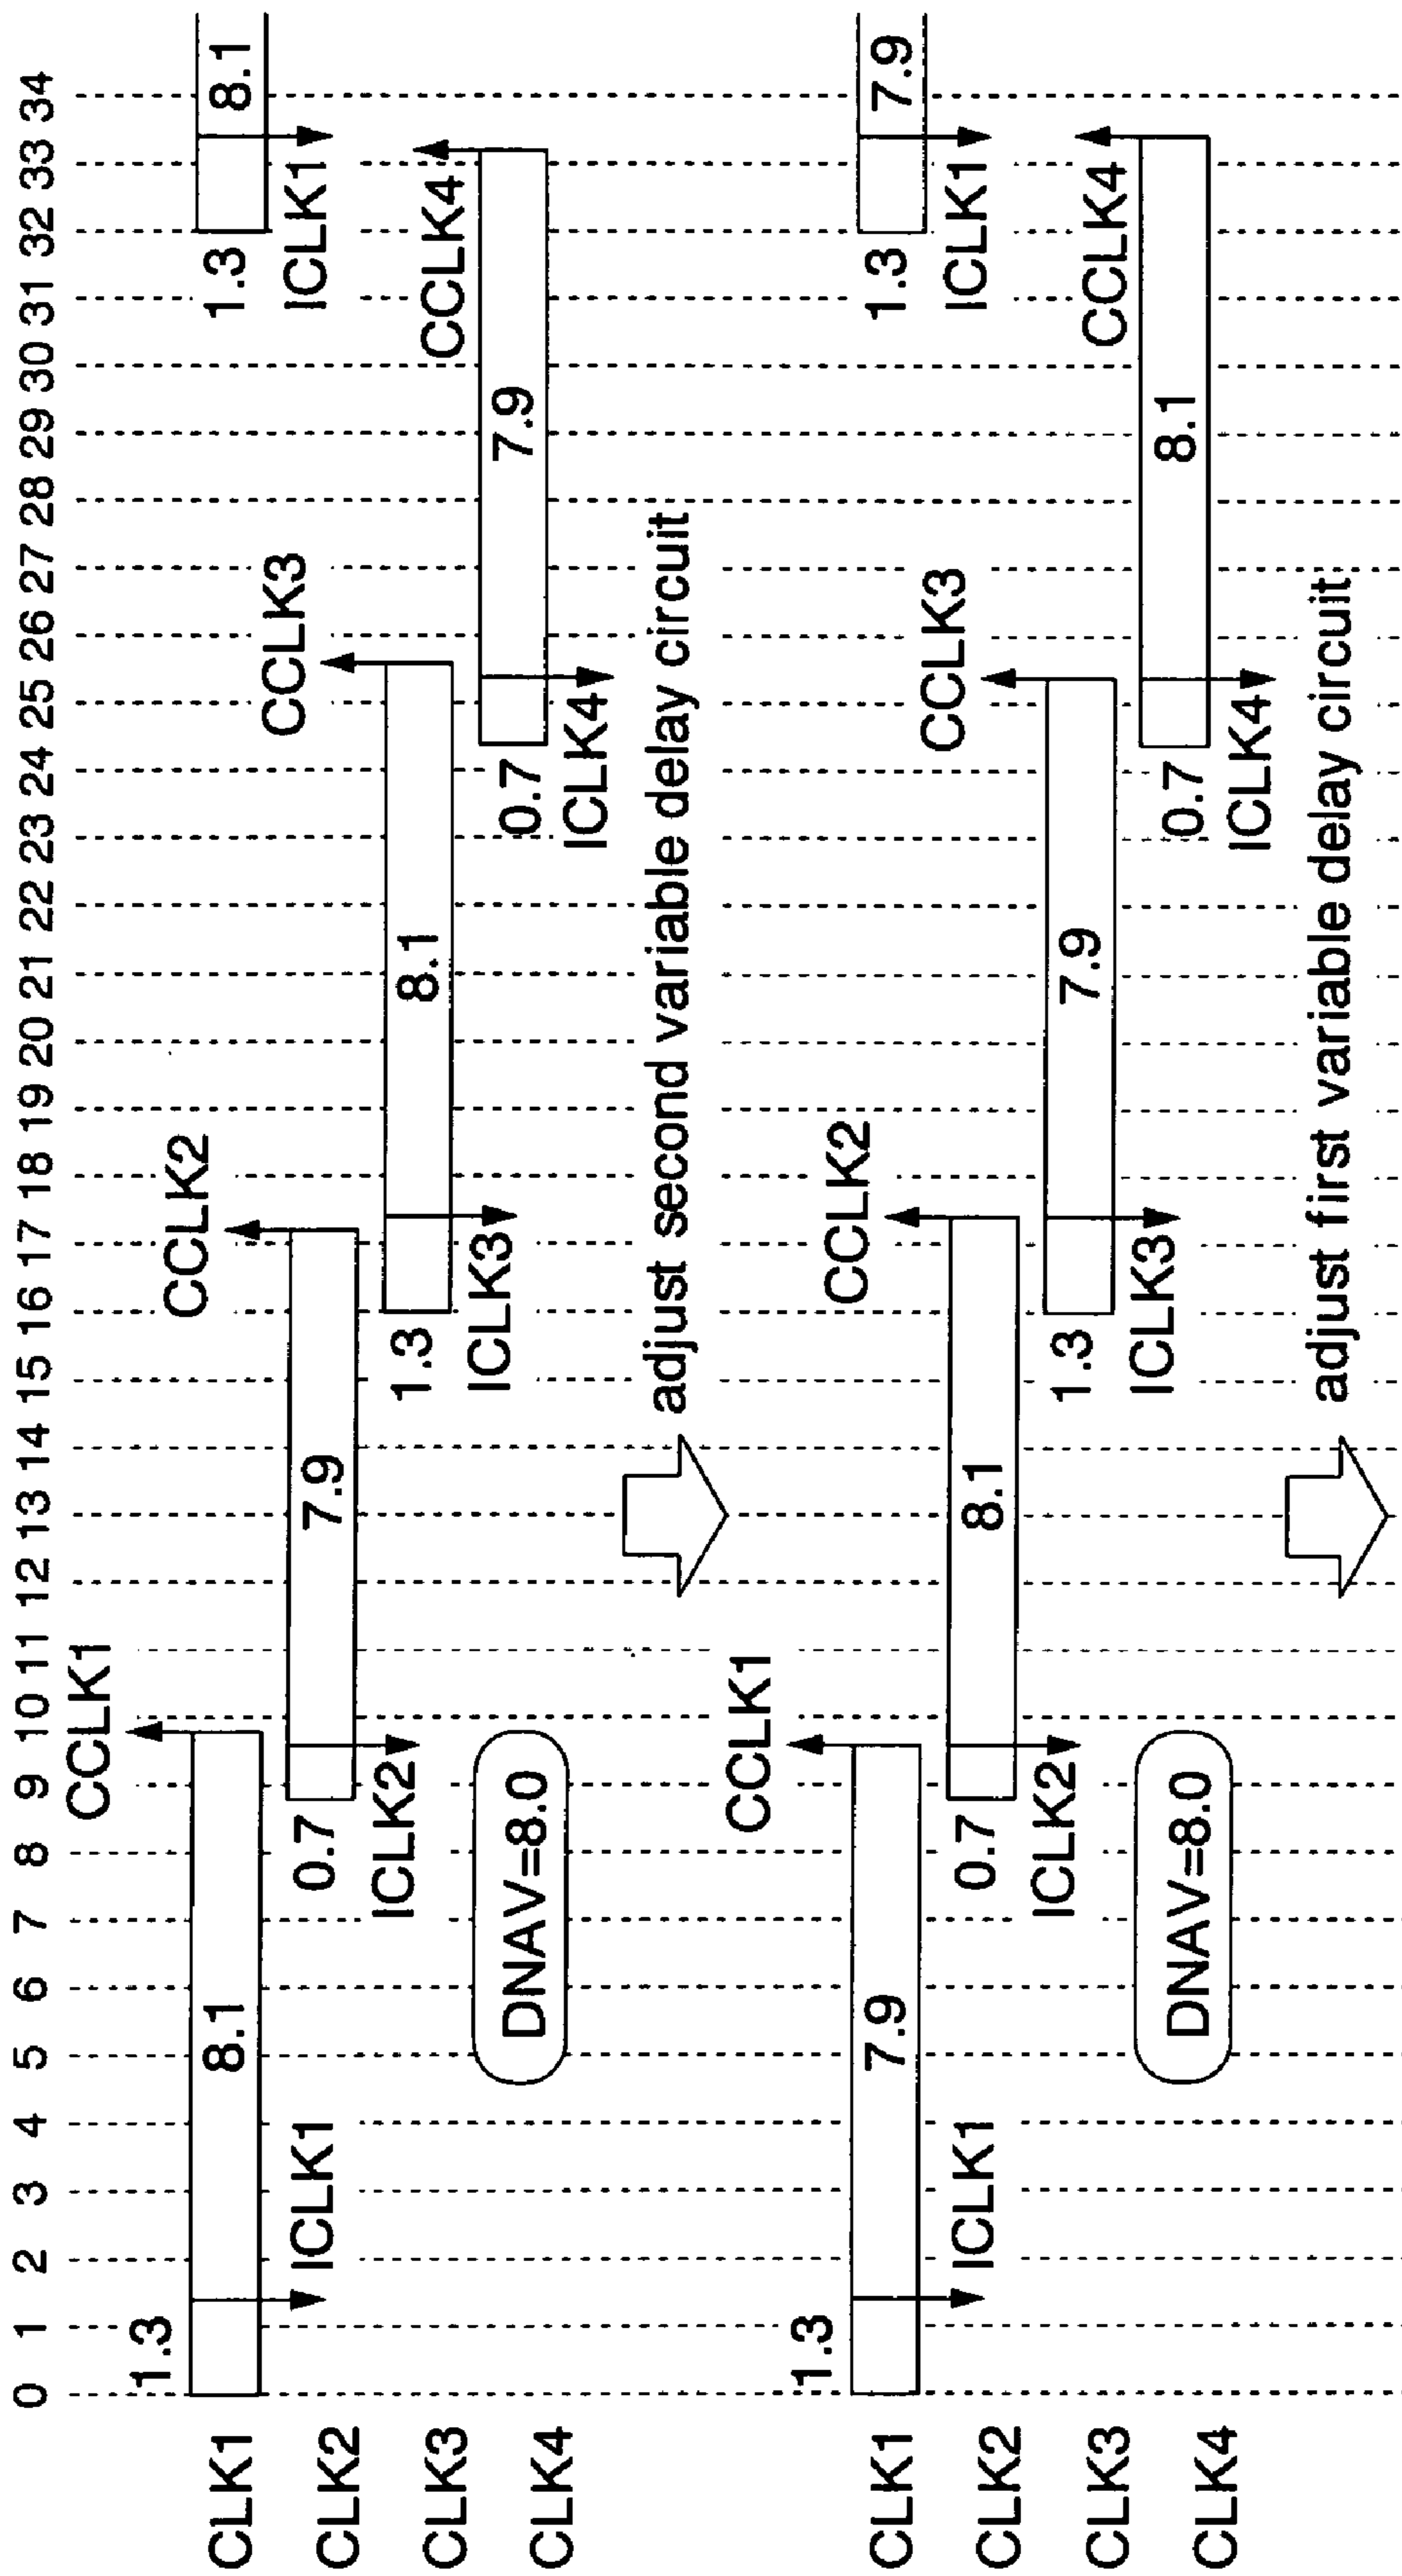 0 1 2 3 4 5 6 7 8 9 10 11 12 13 14 15 16 17 18 19 20 21 22 23 24 25 26 27 28 29 30 31 32 33 34
CCLK1
1.3
CLK1
8.1
1.3
8.1
ICLK1
ICLK1
CCLK2
CLK2
0.7
7.9
ICLK2
CCLK3
CLK3
1.3
8.1
ICLK3
CCLK4
CLK4
DNAV=8.0
0.7
7.9
ICLK4
adjust second variable delay circuit
CCLK1
1.3
CLK1
7.9
1.3
7.9
ICLK1
ICLK1
CCLK2
CLK2
0.7
8.1
ICLK2
CCLK3
CLK3
1.3
7.9
ICLK3
CCLK4
CLK4
DNAV=8.0
0.7
8.1
ICLK4
adjust first variable delay circuit